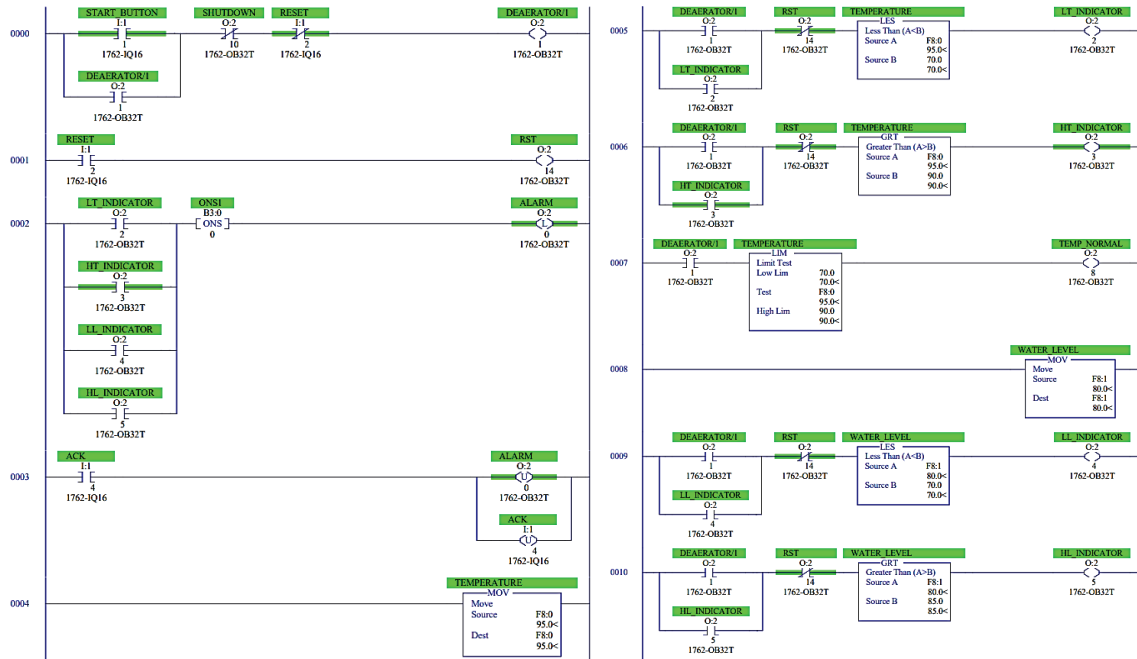 START_BUTTON SHUTDOWN RESET DEAERATOR/1
I:1 O:2 I:1 O:2
0000
1 10 2 1
1762-IQ16 1762-OB32T 1762-IQ16 1762-OB32T
DEAERATOR/1
O:2
1
1762-OB32T
RESET RST
I:1 O:2
0001
2 14
1762-IQ16 1762-OB32T
LT_INDICATOR ONS1 ALARM
O:2 B3:0 O:2
0002 ONS L
2 0 0
1762-OB32T 1762-OB32T
HT_INDICATOR
O:2
3
1762-OB32T
LL_INDICATOR
O:2
4
1762-OB32T
HL_INDICATOR
O:2
5
1762-OB32T
ACK ALARM
I:1 O:2
0003 U
4 0
1762-IQ16 1762-OB32T
ACK
I:1
U
4
1762-IQ16
TEMPERATURE
MOV
0004 Move
Source F8:0
95.0<
Dest F8:0
95.0<
DEAERATOR/1 RST TEMPERATURE LT_INDICATOR
O:2 O:2 LES O:2
0005 Less Than (A<B)
1 14 Source A F8:0 2
1762-OB32T 1762-OB32T 95.0< 1762-OB32T
Source B 70.0
70.0<
LT_INDICATOR
O:2
2
1762-OB32T
DEAERATOR/1 RST TEMPERATURE HT_INDICATOR
O:2 O:2 GRT O:2
0006 Greater Than (A>B)
1 14 Source A F8:0 3
1762-OB32T 1762-OB32T 95.0< 1762-OB32T
Source B 90.0
90.0<
HT_INDICATOR
O:2
3
1762-OB32T
DEAERATOR/1 TEMPERATURE TEMP_NORMAL
O:2 LIM O:2
0007 Limit Test
1 Low Lim 70.0 8
1762-OB32T 70.0< 1762-OB32T
Test F8:0
95.0<
High Lim 90.0
90.0<
WATER_LEVEL
MOV
0008 Move
Source F8:1
80.0<
Dest F8:1
80.0<
DEAERATOR/1 RST WATER_LEVEL LL_INDICATOR
O:2 O:2 LES O:2
0009 Less Than (A<B)
1 14 Source A F8:1 4
1762-OB32T 1762-OB32T 80.0< 1762-OB32T
Source B 70.0
70.0<
LL_INDICATOR
O:2
4
1762-OB32T
DEAERATOR/1 RST WATER_LEVEL HL_INDICATOR
O:2 O:2 GRT O:2
0010 Greater Than (A>B)
1 14 Source A F8:1 5
1762-OB32T 1762-OB32T 80.0< 1762-OB32T
Source B 85.0
85.0<
HL_INDICATOR
O:2
5
1762-OB32T